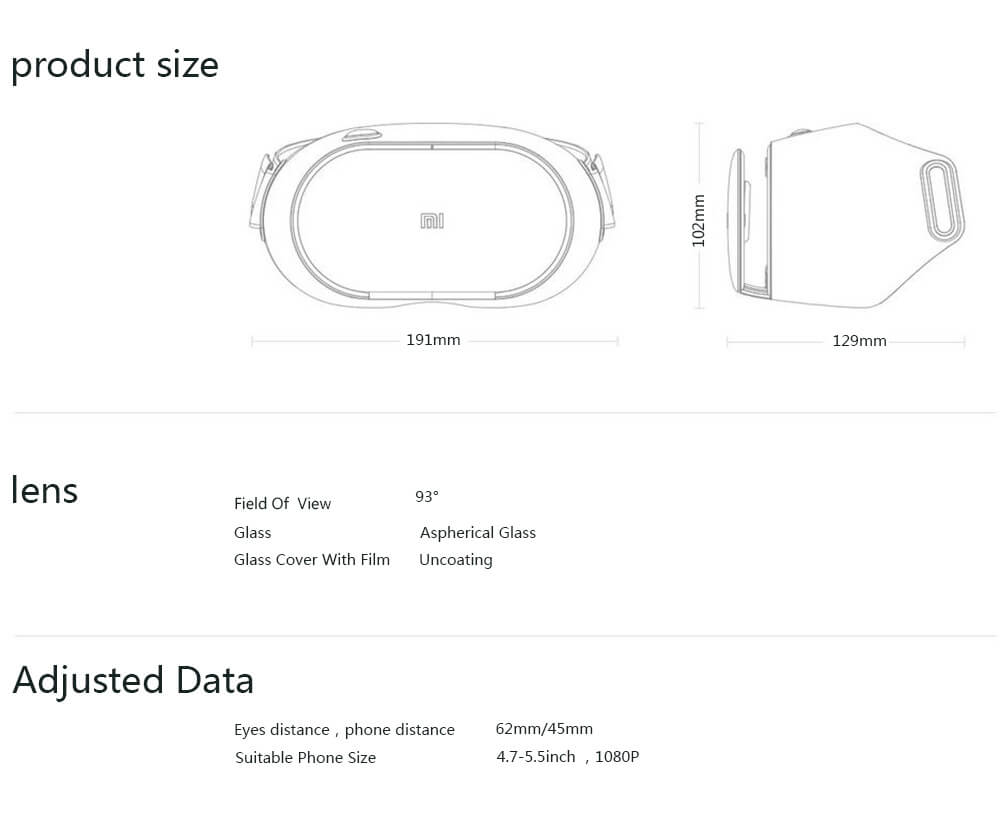 product size
MI
102mm
191mm
129mm
lens
Field Of View 93°
Glass Aspherical Glass
Glass Cover With Film Uncoating
Adjusted Data
Eyes distance , phone distance 62mm/45mm
Suitable Phone Size 4.7-5.5inch , 1080P